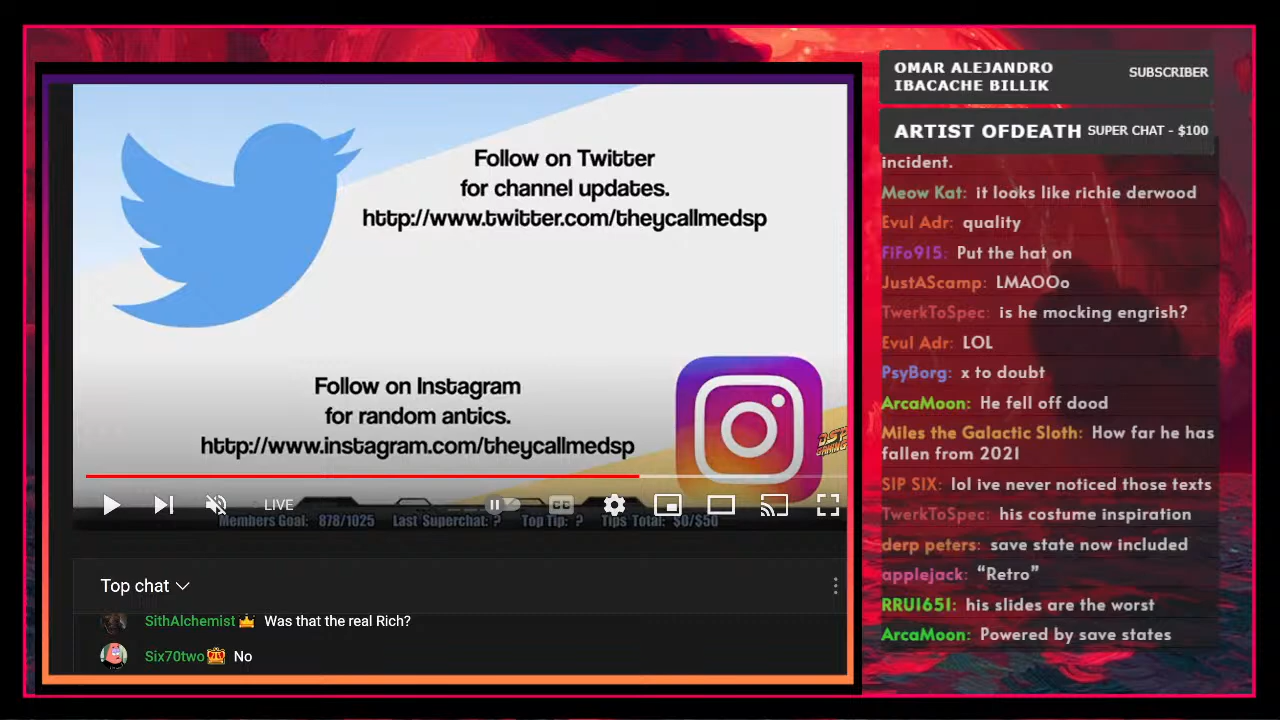 Follow on Twitter
for channel updates.
http://www.twitter.com/theycallmedsp
Follow on Instagram
for random antics.
http://www.instagram.com/theycallmedsp
DSP
GAMING
LIVE
CC
Members Goal: 878/1025 Last Superchat: ? Top Tip: ? Tips Total: $0/$50
Top chat
SithAlchemist Was that the real Rich?
Six70two No
OMAR ALEJANDRO
IBACACHE BILLIK
SUBSCRIBER
ARTIST OFDEATH SUPER CHAT - $100
incident.
Meow Kat: it looks like richie derwood
Evul Adr: quality
FiFo915: Put the hat on
JustAScamp: LMAOOo
TwerkToSpec: is he mocking engrish?
Evul Adr: LOL
PsyBorg: x to doubt
ArcaMoon: He fell off dood
Miles the Galactic Sloth: How far he has
fallen from 2021
SIP SIX: lol ive never noticed those texts
TwerkToSpec: his costume inspiration
derp peters: save state now included
applejack: “Retro”
RRU1651: his slides are the worst
ArcaMoon: Powered by save states